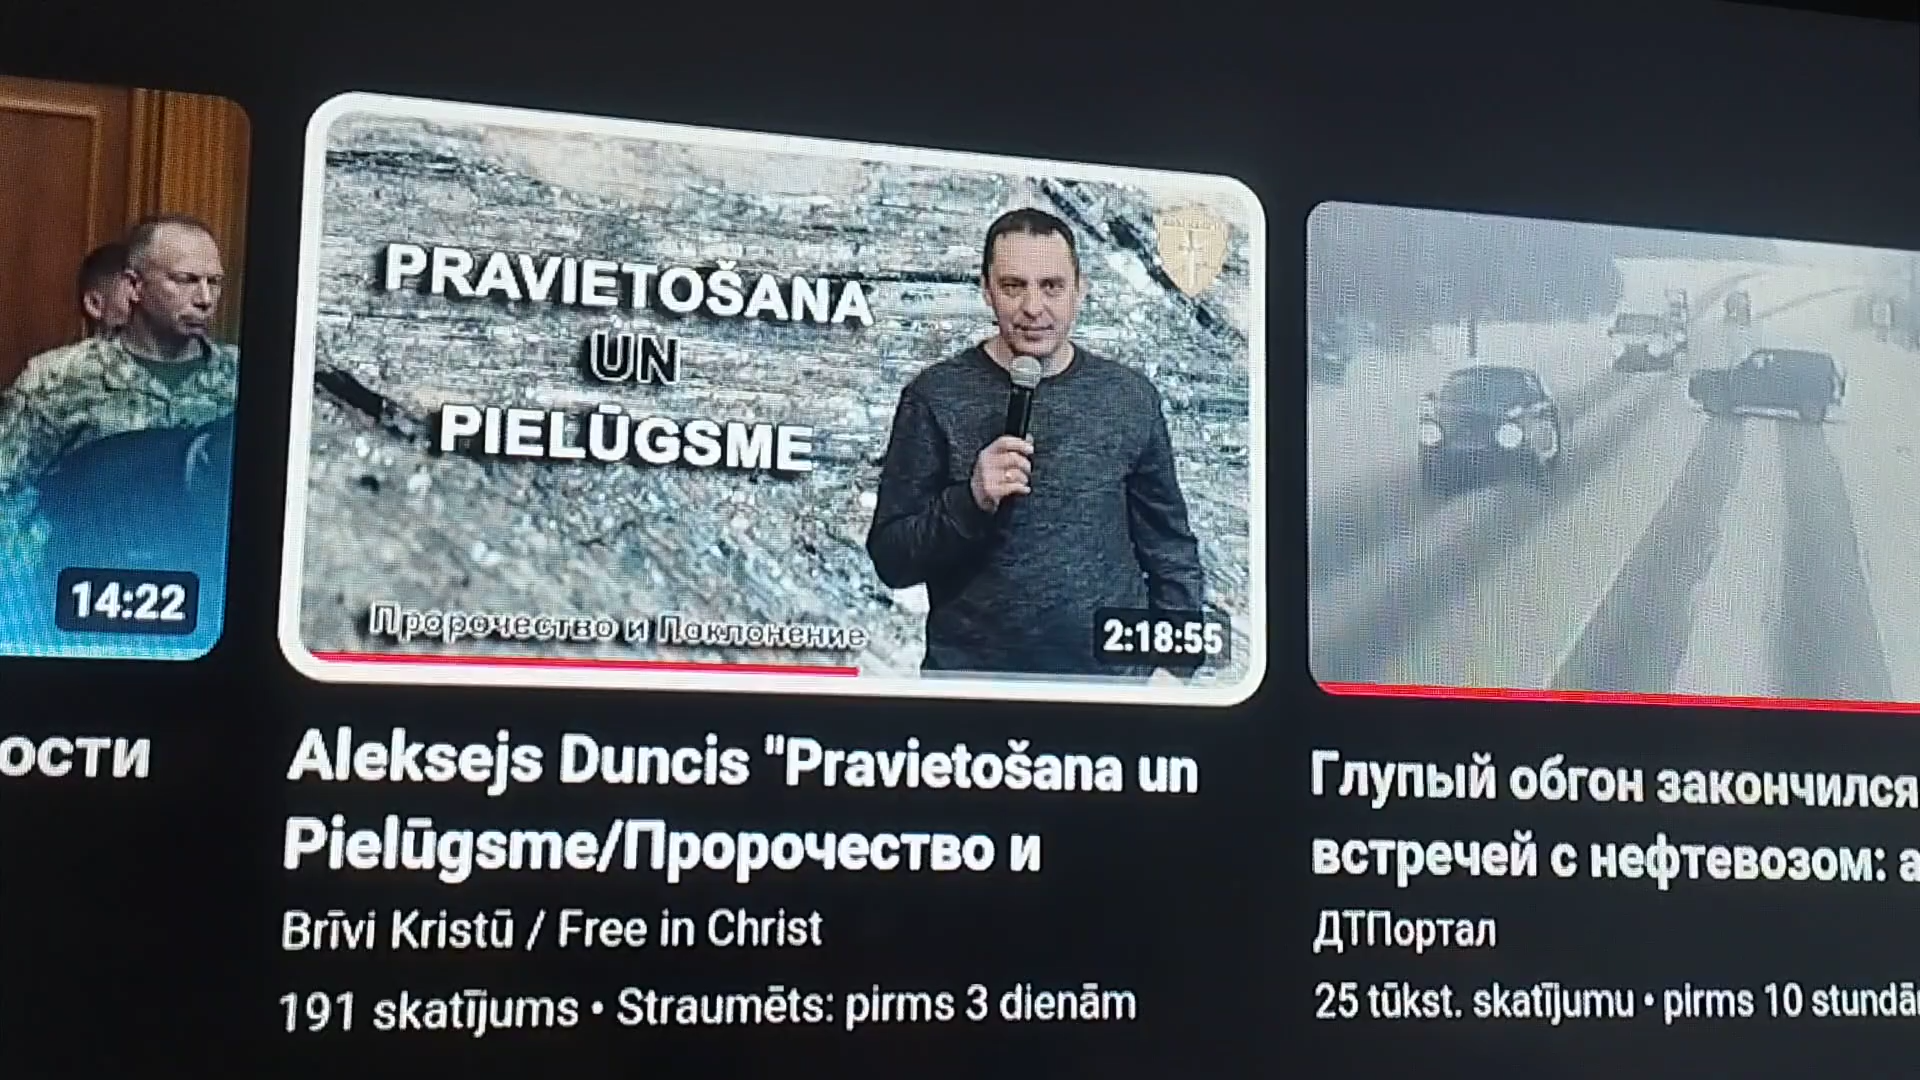 14:22
ости
PRAVIETOŠANA
UN
PIELŪGSME
Пророчество и Поклонение
2:18:55
Aleksejs Duncis "Pravietošana un
Pielūgsme/Пророчество и
Brīvi Kristū / Free in Christ
191 skatījums • Straumēts: pirms 3 dienām
Глупый обгон закончился
встречей с нефтевозом: а
ДТПортал
25 tūkst. skatījumu • pirms 10 stundā